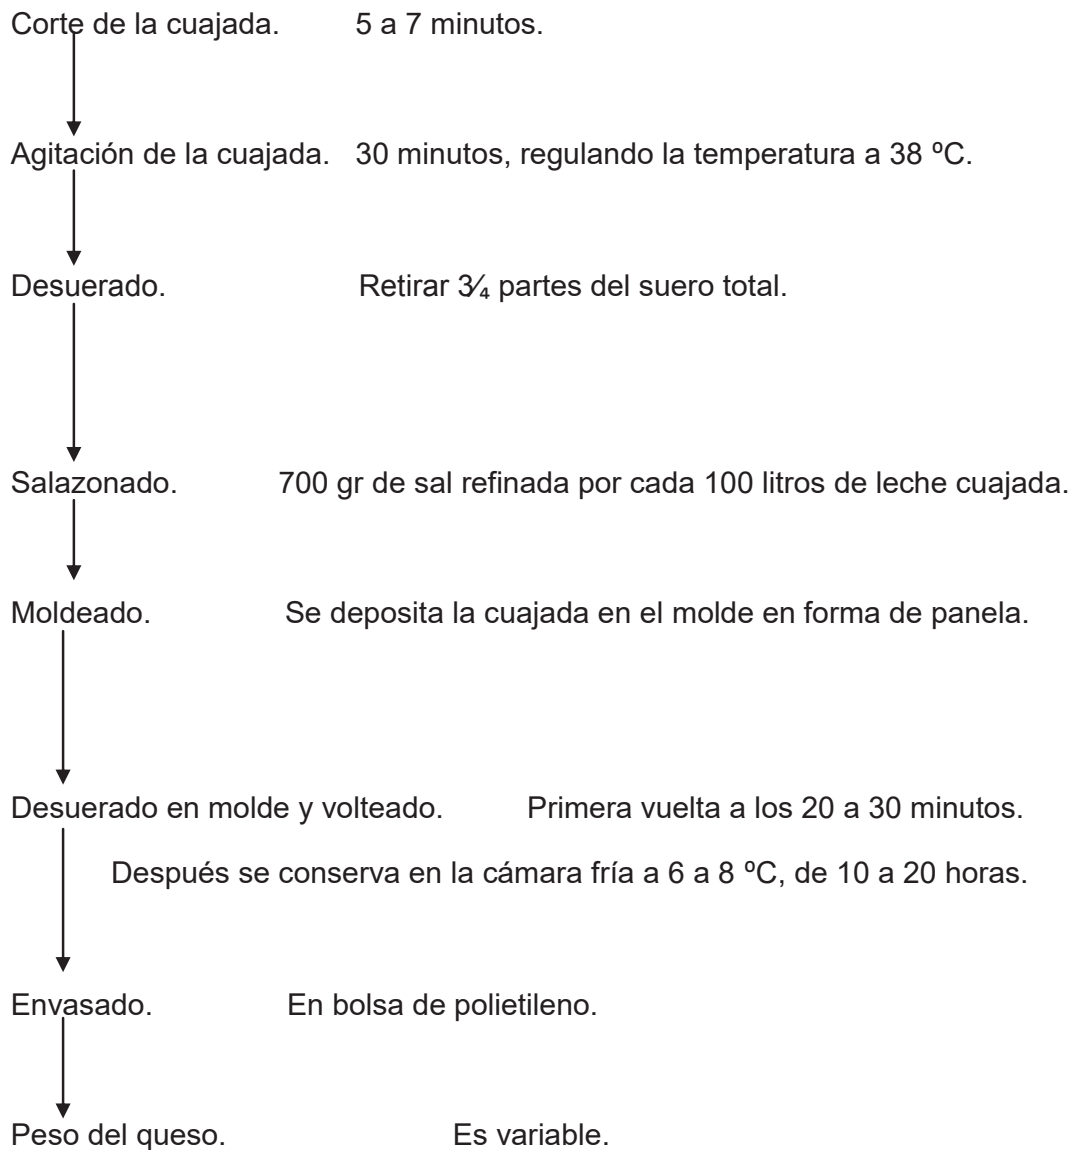 Corte de la cuajada. 5 a 7 minutos.
Agitación de la cuajada. 30 minutos, regulando la temperatura a 38 ºC.
Desuerado. Retirar 3⁄4 partes del suero total.
Salazonado. 700 gr de sal refinada por cada 100 litros de leche cuajada.
Moldeado. Se deposita la cuajada en el molde en forma de panela.
Desuerado en molde y volteado. Primera vuelta a los 20 a 30 minutos.
Después se conserva en la cámara fría a 6 a 8 ºC, de 10 a 20 horas.
Envasado. En bolsa de polietileno.
Peso del queso. Es variable.